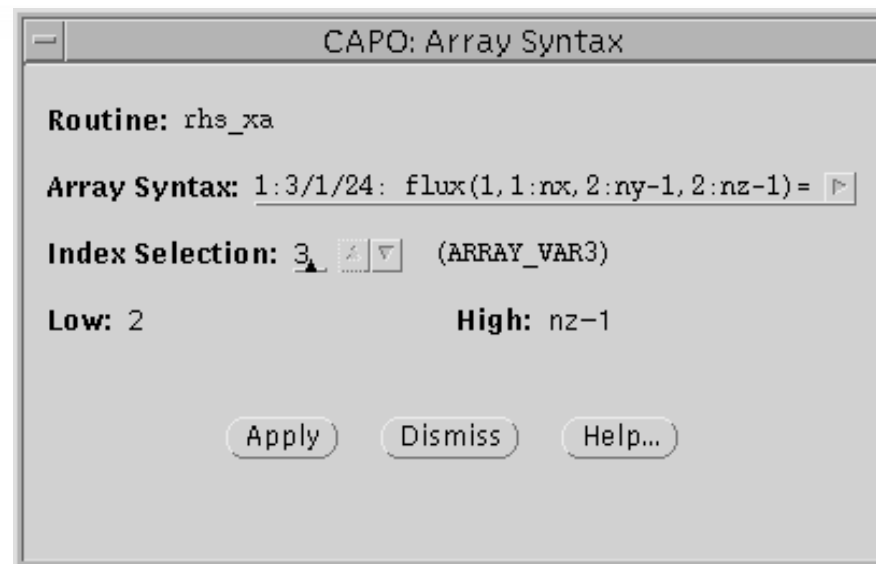 CAPO: Array Syntax
Routine: rhs_xa
Array Syntax: 1:3/1/24: flux(1,1:nx,2:ny-1,2:nz-1)=
Index Selection: 3 (ARRAY_VAR3)
Low: 2 High: nz-1
Apply Dismiss Help...